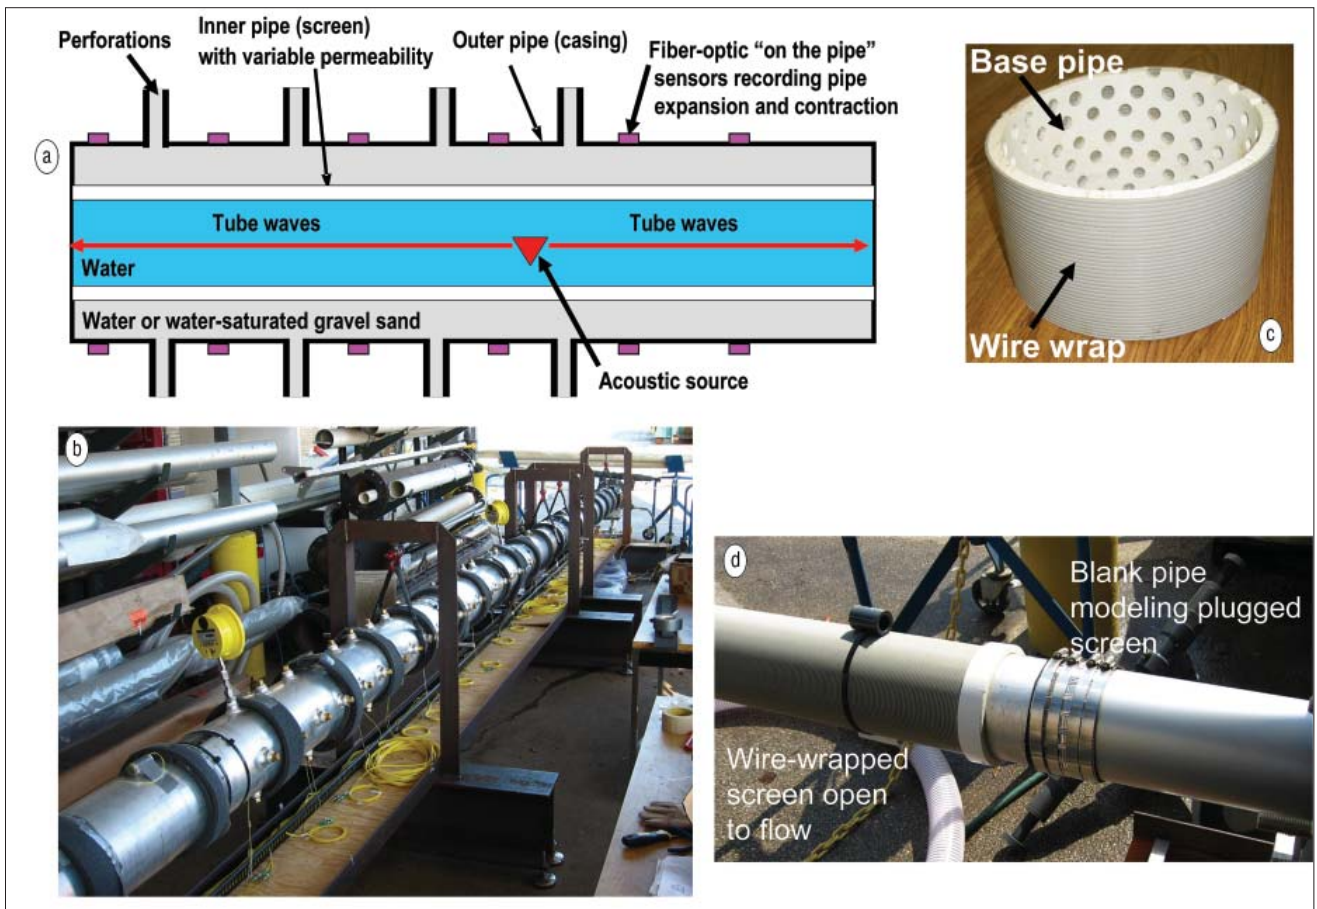 Perforations
Inner pipe (screen)
with variable permeability
Outer pipe (casing)
Fiber-optic “on the pipe”
sensors recording pipe
expansion and contraction
a
Tube waves
Tube waves
Water
Water or water-saturated gravel sand
Acoustic source
Base pipe
Wire wrap
c
b
d
Blank pipe
modeling plugged
screen
Wire-wrapped
screen open
to flow